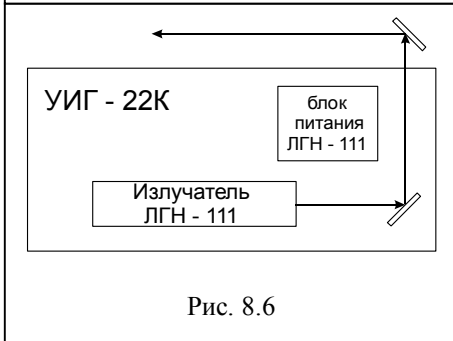 УИГ - 22К
блок
питания
ЛГН - 111
Излучатель
ЛГН - 111
Рис. 8.6